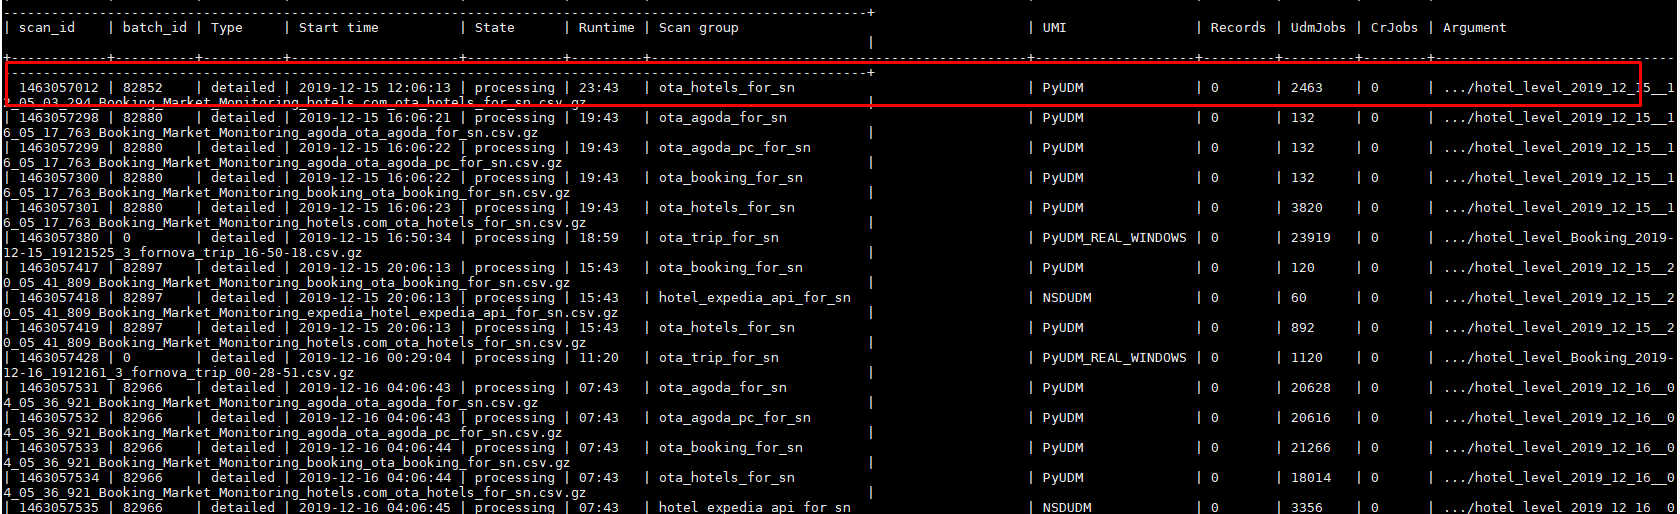 --------------------------------------------------------------------------------------------------------------+
| scan_id | batch_id | Type | Start time | State | Runtime | Scan group | UMI | Records | UdmJobs | CrJobs | Argument
|
+------------+----------+----------+---------------------+------------+---------+------------------------------------------------+---------------------+---------+---------+--------+------------------------------
--------------------------------------------------------------------------------------------------------------+
| 1463057012 | 82852 | detailed | 2019-12-15 12:06:13 | processing | 23:43 | ota_hotels_for_sn | PyUDM | 0 | 2463 | 0 | .../hotel_level_2019_12_15__1
2_05_03_294_Booking_Market_Monitoring_hotels.com_ota_hotels_for_sn.csv.gz |
| 1463057298 | 82880 | detailed | 2019-12-15 16:06:21 | processing | 19:43 | ota_agoda_for_sn | PyUDM | 0 | 132 | 0 | .../hotel_level_2019_12_15__1
6_05_17_763_Booking_Market_Monitoring_agoda_ota_agoda_for_sn.csv.gz |
| 1463057299 | 82880 | detailed | 2019-12-15 16:06:22 | processing | 19:43 | ota_agoda_pc_for_sn | PyUDM | 0 | 132 | 0 | .../hotel_level_2019_12_15__1
6_05_17_763_Booking_Market_Monitoring_agoda_ota_agoda_pc_for_sn.csv.gz |
| 1463057300 | 82880 | detailed | 2019-12-15 16:06:22 | processing | 19:43 | ota_booking_for_sn | PyUDM | 0 | 132 | 0 | .../hotel_level_2019_12_15__1
6_05_17_763_Booking_Market_Monitoring_booking_ota_booking_for_sn.csv.gz |
| 1463057301 | 82880 | detailed | 2019-12-15 16:06:23 | processing | 19:43 | ota_hotels_for_sn | PyUDM | 0 | 3820 | 0 | .../hotel_level_2019_12_15__1
6_05_17_763_Booking_Market_Monitoring_hotels.com_ota_hotels_for_sn.csv.gz |
| 1463057380 | 0 | detailed | 2019-12-15 16:50:34 | processing | 18:59 | ota_trip_for_sn | PyUDM_REAL_WINDOWS | 0 | 23919 | 0 | .../hotel_level_Booking_2019-
12-15_19121525_3_fornova_trip_16-50-18.csv.gz |
| 1463057417 | 82897 | detailed | 2019-12-15 20:06:13 | processing | 15:43 | ota_booking_for_sn | PyUDM | 0 | 120 | 0 | .../hotel_level_2019_12_15__2
0_05_41_809_Booking_Market_Monitoring_booking_ota_booking_for_sn.csv.gz |
| 1463057418 | 82897 | detailed | 2019-12-15 20:06:13 | processing | 15:43 | hotel_expedia_api_for_sn | NSDUDM | 0 | 60 | 0 | .../hotel_level_2019_12_15__2
0_05_41_809_Booking_Market_Monitoring_expedia_hotel_expedia_api_for_sn.csv.gz |
| 1463057419 | 82897 | detailed | 2019-12-15 20:06:13 | processing | 15:43 | ota_hotels_for_sn | PyUDM | 0 | 892 | 0 | .../hotel_level_2019_12_15__2
0_05_41_809_Booking_Market_Monitoring_hotels.com_ota_hotels_for_sn.csv.gz |
| 1463057428 | 0 | detailed | 2019-12-16 00:29:04 | processing | 11:20 | ota_trip_for_sn | PyUDM_REAL_WINDOWS | 0 | 1120 | 0 | .../hotel_level_Booking_2019-
12-16_1912161_3_fornova_trip_00-28-51.csv.gz |
| 1463057531 | 82966 | detailed | 2019-12-16 04:06:43 | processing | 07:43 | ota_agoda_for_sn | PyUDM | 0 | 20628 | 0 | .../hotel_level_2019_12_16__0
4_05_36_921_Booking_Market_Monitoring_agoda_ota_agoda_for_sn.csv.gz |
| 1463057532 | 82966 | detailed | 2019-12-16 04:06:43 | processing | 07:43 | ota_agoda_pc_for_sn | PyUDM | 0 | 20616 | 0 | .../hotel_level_2019_12_16__0
4_05_36_921_Booking_Market_Monitoring_agoda_ota_agoda_pc_for_sn.csv.gz |
| 1463057533 | 82966 | detailed | 2019-12-16 04:06:44 | processing | 07:43 | ota_booking_for_sn | PyUDM | 0 | 21266 | 0 | .../hotel_level_2019_12_16__0
4_05_36_921_Booking_Market_Monitoring_booking_ota_booking_for_sn.csv.gz |
| 1463057534 | 82966 | detailed | 2019-12-16 04:06:44 | processing | 07:43 | ota_hotels_for_sn | PyUDM | 0 | 18014 | 0 | .../hotel_level_2019_12_16__0
4_05_36_921_Booking_Market_Monitoring_hotels.com_ota_hotels_for_sn.csv.gz |
| 1463057535 | 82966 | detailed | 2019-12-16 04:06:45 | processing | 07:43 | hotel_expedia_api_for_sn | NSDUDM | 0 | 3356 | 0 | .../hotel_level_2019_12_16__0